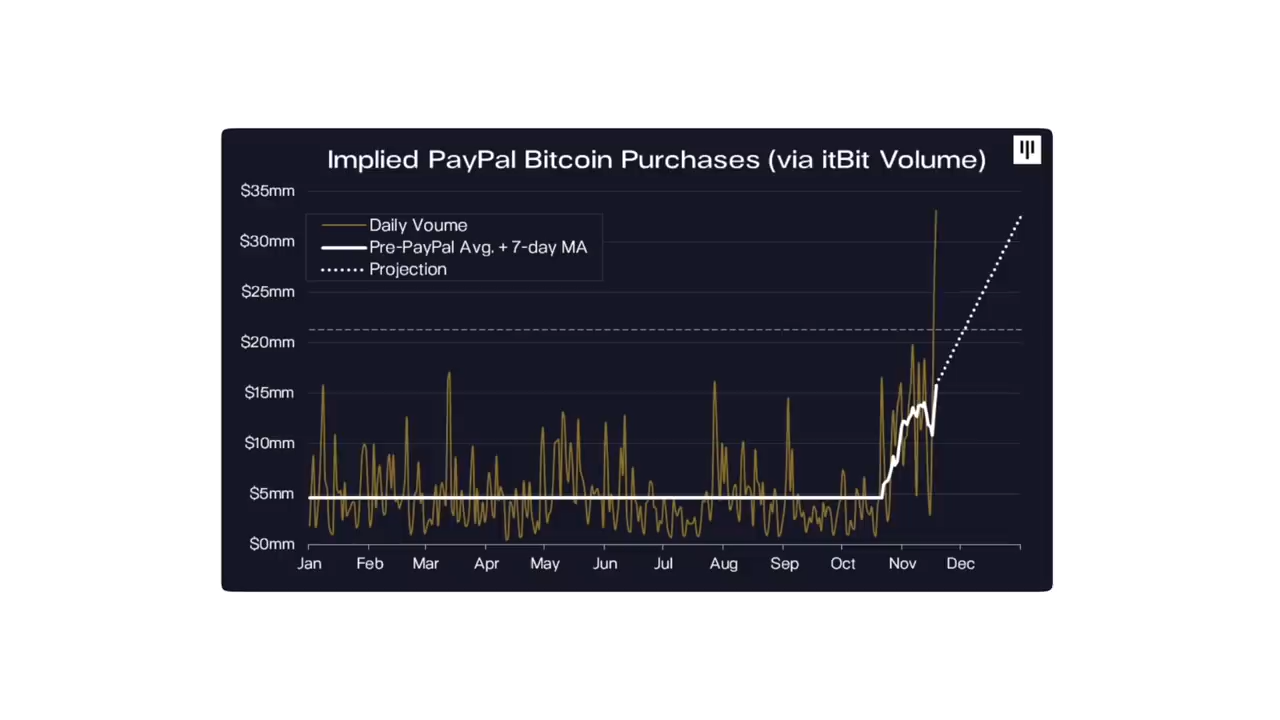 Implied PayPal Bitcoin Purchases (via itBit Volume)
$35mm
$30mm
$25mm
$20mm
$15mm
$10mm
$5mm
$0mm
Daily Voume
Pre-PayPal Avg. + 7-day MA
Projection
Jan Feb Mar Apr May Jun Jul Aug Sep Oct Nov Dec